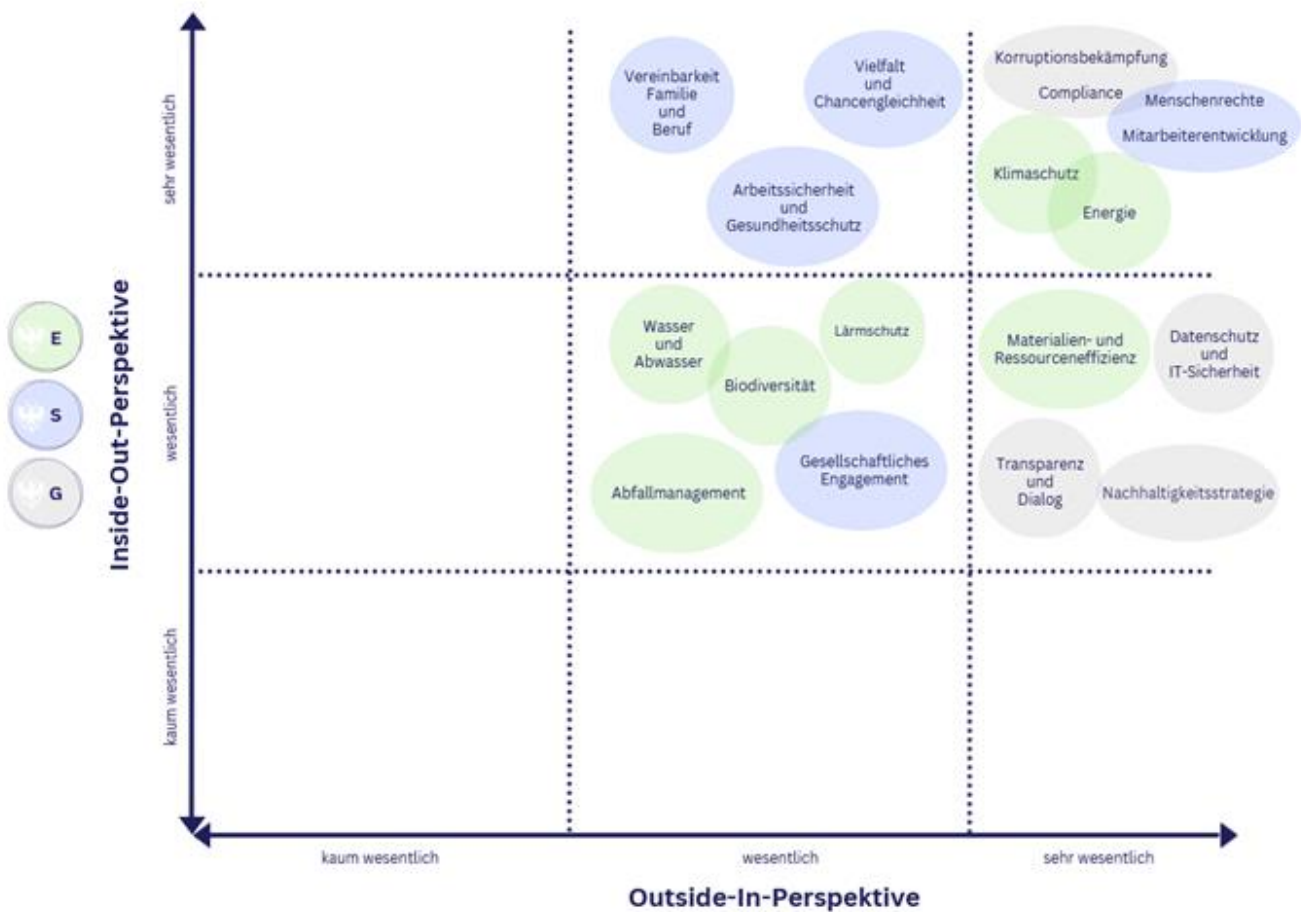 E
S
G
Inside-Out-Perspektive
sehr wesentlich
wesentlich
kaum wesentlich
Vereinbarkeit
Familie
und
Beruf
Vielfalt
und
Chancengleichheit
Arbeitssicherheit
und
Gesundheitsschutz
Korruptionsbekämpfung
Compliance
Menschenrechte
Mitarbeiterentwicklung
Klimaschutz
Energie
Wasser
und
Abwasser
Biodiversität
Lärmschutz
Abfallmanagement
Gesellschaftliches
Engagement
Materialien- und
Ressourceneffizienz
Datenschutz
und
IT-Sicherheit
Transparenz
und
Dialog
Nachhaltigkeitsstrategie
kaum wesentlich
wesentlich
sehr wesentlich
Outside-In-Perspektive